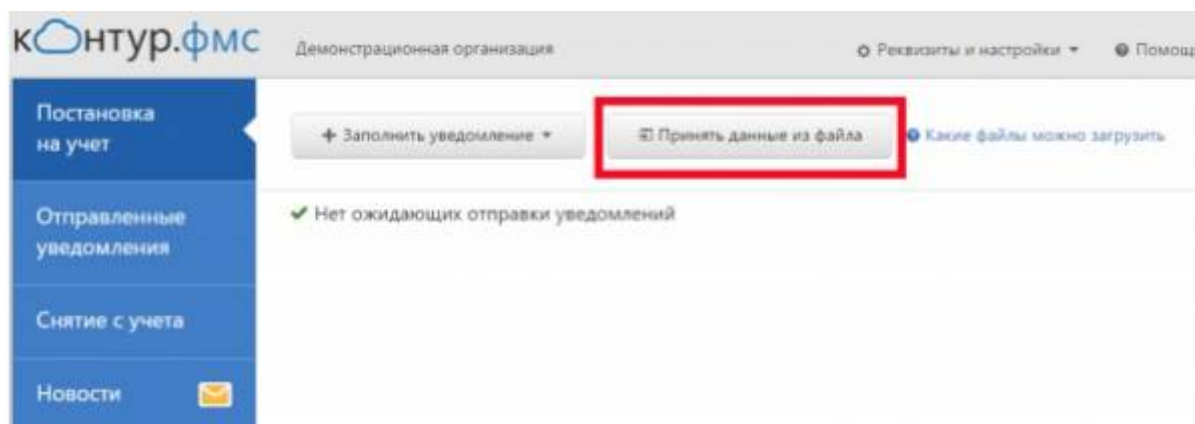 контур.фмс
Демонстрационная организация
Реквизиты и настройки
Помощ
Постановка
на учет
+ Заполнить уведомление
Принять данные из файла
Какие файлы можно загрузить
Отправленные
уведомления
Нет ожидающих отправки уведомлений
Снятие с учета
Новости